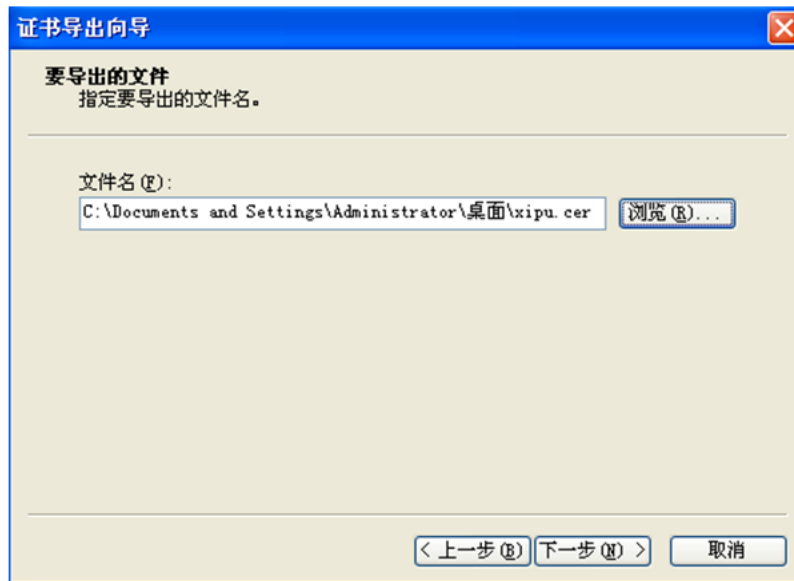 证书导出向导
要导出的文件
指定要导出的文件名。
文件名(F):
C:\Documents and Settings\Administrator\桌面\xipu.cer 浏览(R)...
< 上一步(B) 下一步(N) > 取消